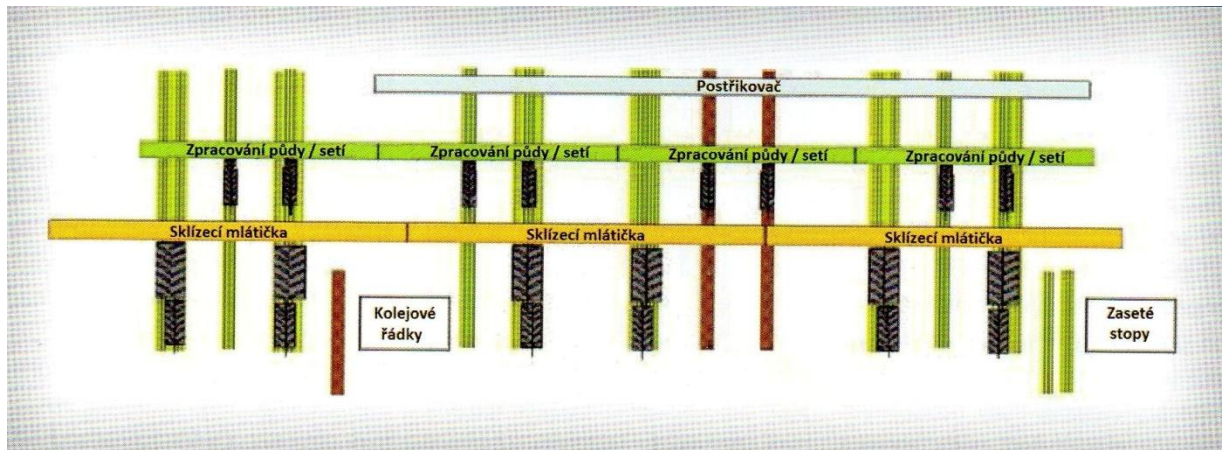 Postřikovač
Zpracování půdy / setí
Zpracování půdy / setí
Zpracování půdy / setí
Zpracování půdy / setí
Sklízecí mlátička
Sklízecí mlátička
Sklízecí mlátička
Kolejové
řádky
Zaseté
stopy